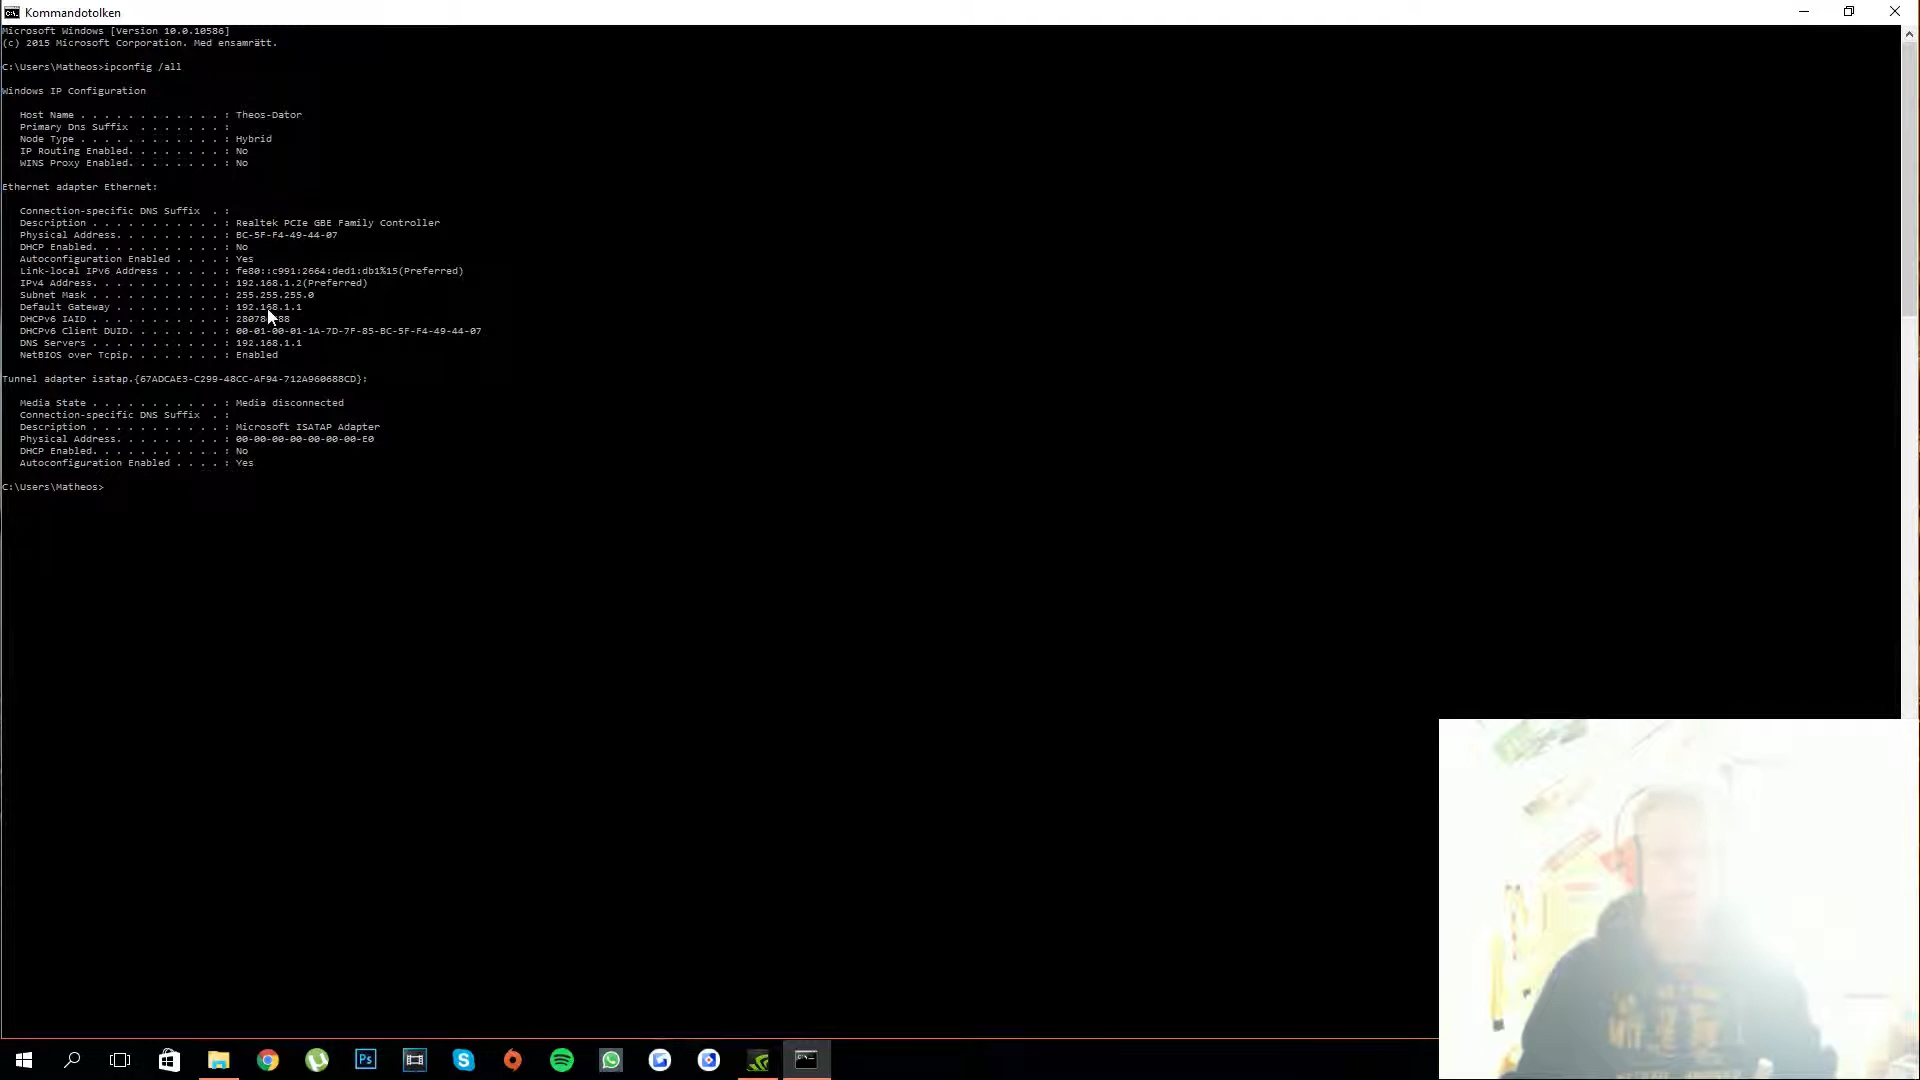 Kommandotolken
Microsoft Windows [Version 10.0.10586]
(c) 2015 Microsoft Corporation. Med ensamrätt.
C:\Users\Matheos>ipconfig /all
Windows IP Configuration
Host Name . . . . . . . . . . . . : Theos-Dator
Primary Dns Suffix  . . . . . . . :
Node Type . . . . . . . . . . . . : Hybrid
IP Routing Enabled. . . . . . . . : No
WINS Proxy Enabled. . . . . . . . : No
Ethernet adapter Ethernet:
Connection-specific DNS Suffix  . :
Description . . . . . . . . . . . : Realtek PCIe GBE Family Controller
Physical Address. . . . . . . . . : BC-5F-F4-49-44-07
DHCP Enabled. . . . . . . . . . . : No
Autoconfiguration Enabled . . . . : Yes
Link-local IPv6 Address . . . . . : fe80::c991:2664:ded1:db1%15(Preferred)
IPv4 Address. . . . . . . . . . . : 192.168.1.2(Preferred)
Subnet Mask . . . . . . . . . . . : 255.255.255.0
Default Gateway . . . . . . . . . : 192.168.1.1
DHCPv6 IAID . . . . . . . . . . . :
DHCPv6 Client DUID. . . . . . . . : 00-01-00-01-1A-7D-7F-85-BC-5F-F4-49-44-07
DNS Servers . . . . . . . . . . . : 192.168.1.1
NetBIOS over Tcpip. . . . . . . . : Enabled
Tunnel adapter isatap.{67ADCAE3-C299-48CC-AF94-712A960688CD}:
Media State . . . . . . . . . . . : Media disconnected
Connection-specific DNS Suffix  . :
Description . . . . . . . . . . . : Microsoft ISATAP Adapter
Physical Address. . . . . . . . . : 00-00-00-00-00-00-00-E0
DHCP Enabled. . . . . . . . . . . : No
Autoconfiguration Enabled . . . . : Yes
C:\Users\Matheos>
Ps